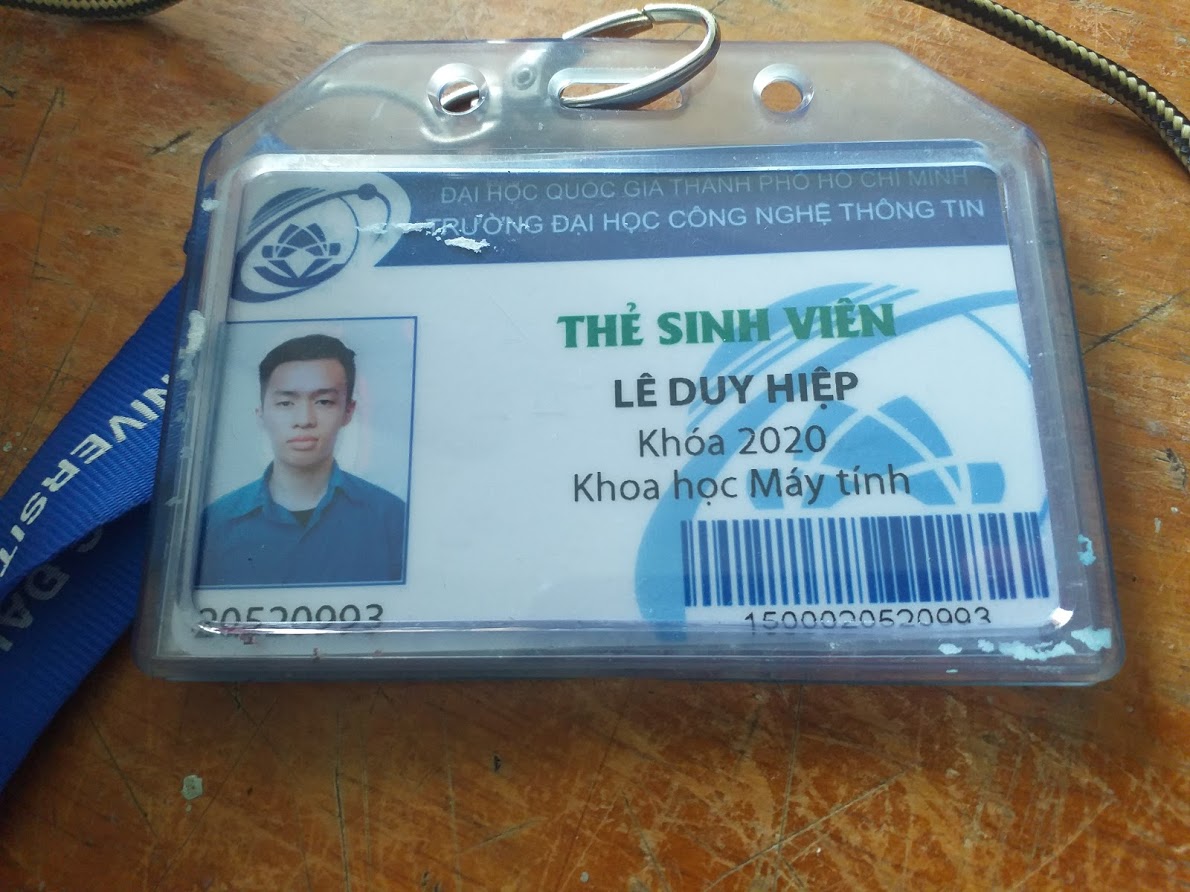 ĐẠI HỌC QUỐC GIA THÀNH PHỐ HỒ CHÍ MINH
TRƯỜNG ĐẠI HỌC CÔNG NGHỆ THÔNG TIN
THẺ SINH VIÊN
LÊ DUY HIỆP
Khóa 2020
Khoa học Máy tính
20520993
1500020520993
ĐẠI